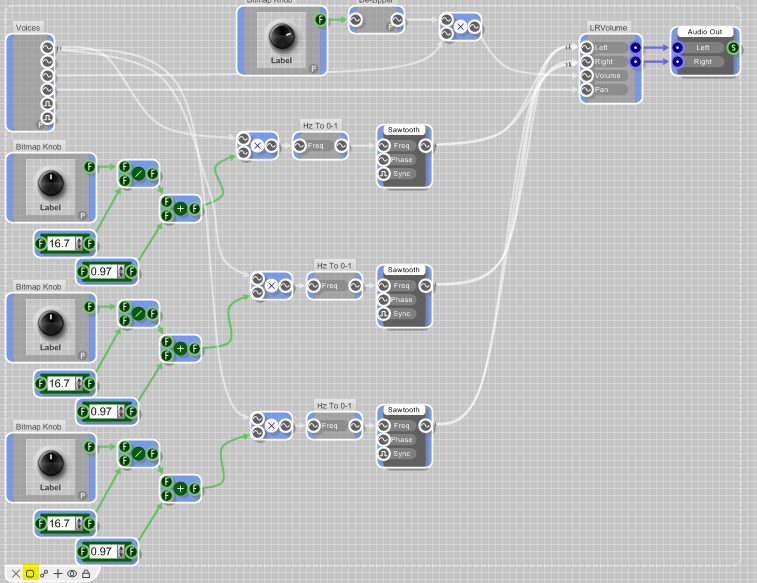 Bitmap Knob
De-zipper
Label
Voices
LRVolume
Left
Right
Volume
Pan
Audio Out
Left
Right
Bitmap Knob
Label
16.7
0.97
Hz To 0-1
Freq
Sawtooth
Freq
Phase
Sync
Bitmap Knob
Label
16.7
0.97
Hz To 0-1
Freq
Sawtooth
Freq
Phase
Sync
Bitmap Knob
Label
16.7
0.97
Hz To 0-1
Freq
Sawtooth
Freq
Phase
Sync